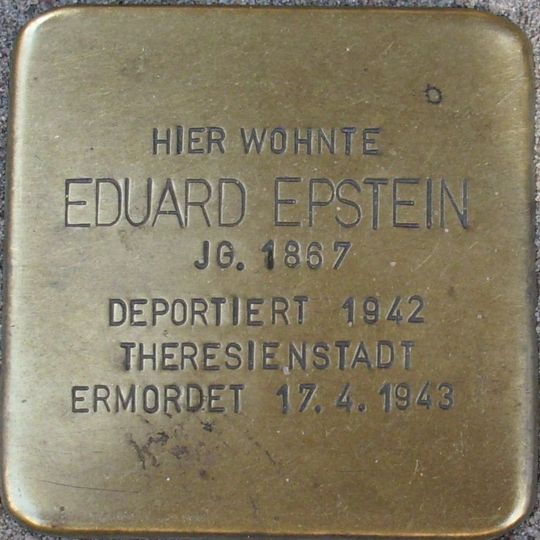 HIER WOHNTE
EDUARD EPSTEIN
JG. 1867
DEPORTIERT 1942
THERESIENSTADT
ERMORDET 17.4.1943